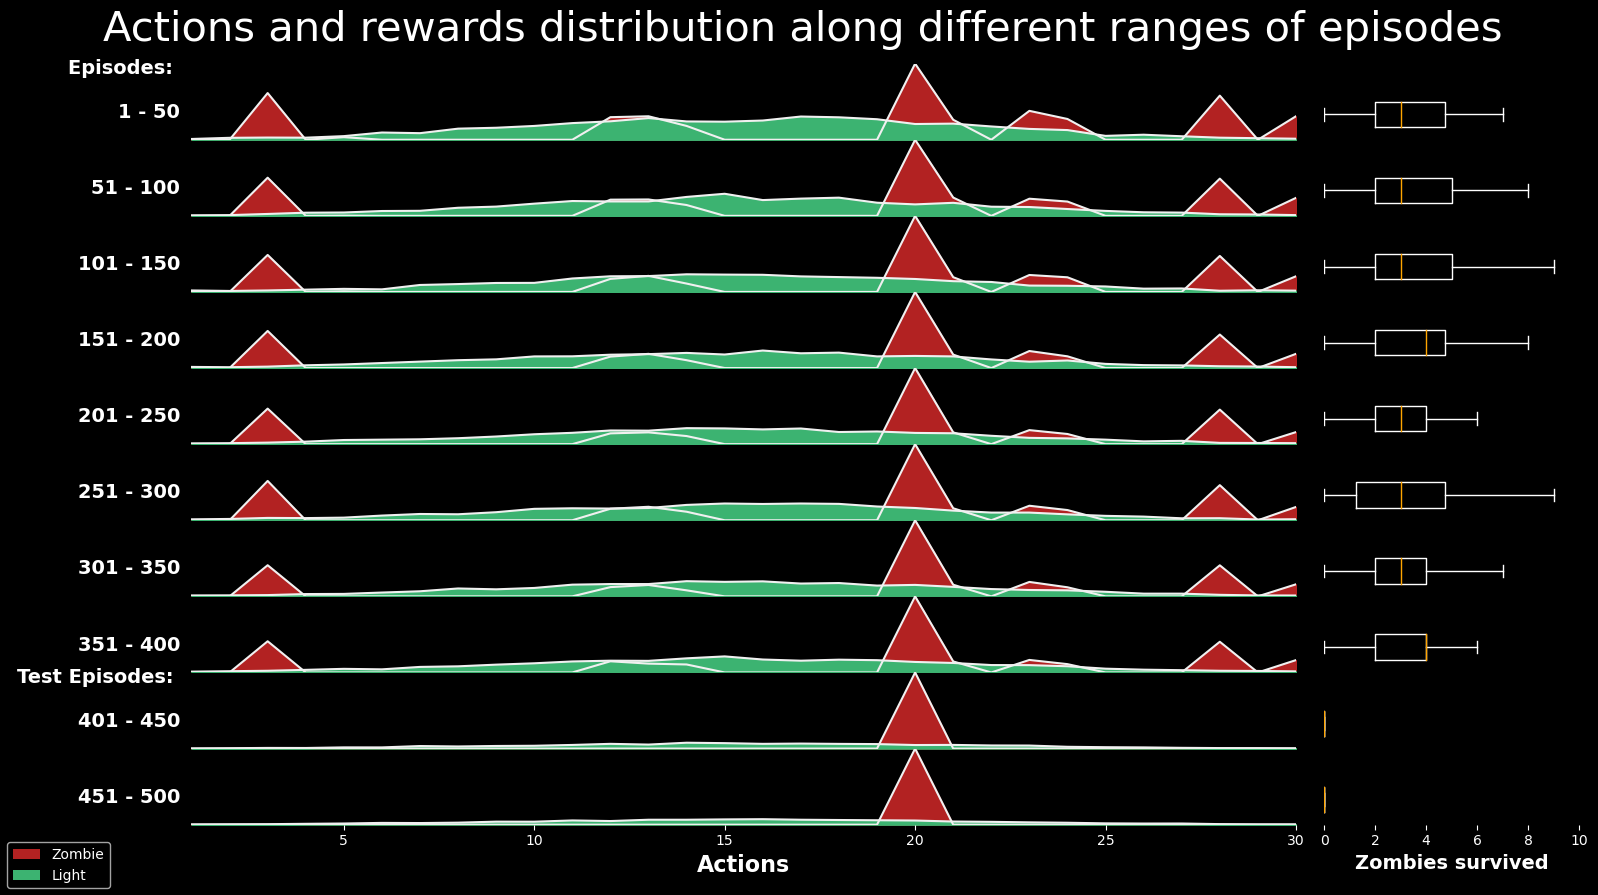 Actions and rewards distribution along different ranges of episodes
Episodes:
1 - 50
51 - 100
101 - 150
151 - 200
201 - 250
251 - 300
301 - 350
351 - 400
Test Episodes:
401 - 450
451 - 500
5 10 15 20 25 30
0 2 4 6 8 10
Actions
Zombies survived
Zombie
Light